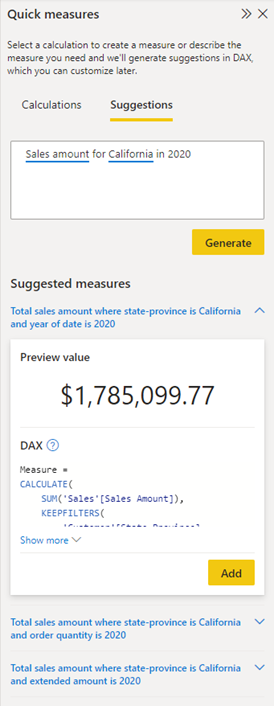 Quick measures
Select a calculation to create a measure or describe the
measure you need and we'll generate suggestions in DAX,
which you can customize later.
Calculations Suggestions
Sales amount for California in 2020
Generate
Suggested measures
Total sales amount where state-province is California
and year of date is 2020
Preview value
$1,785,099.77
DAX
Measure =
CALCULATE(
SUM('Sales'[Sales Amount]),
KEEPFILTERS(
Show more
Add
Total sales amount where state-province is California
and order quantity is 2020
Total sales amount where state-province is California
and extended amount is 2020